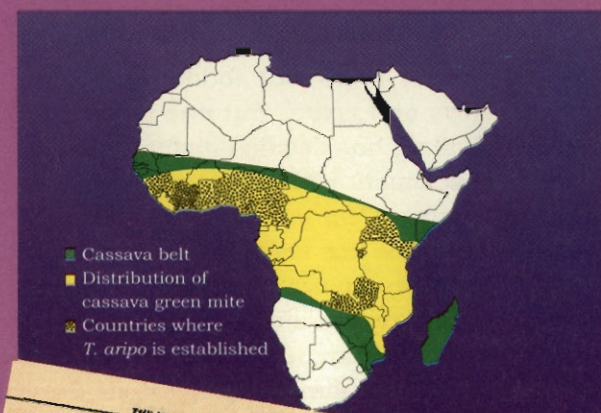 Cassava belt
Distribution of
cassava green mite
Countries where
T. aripo is established